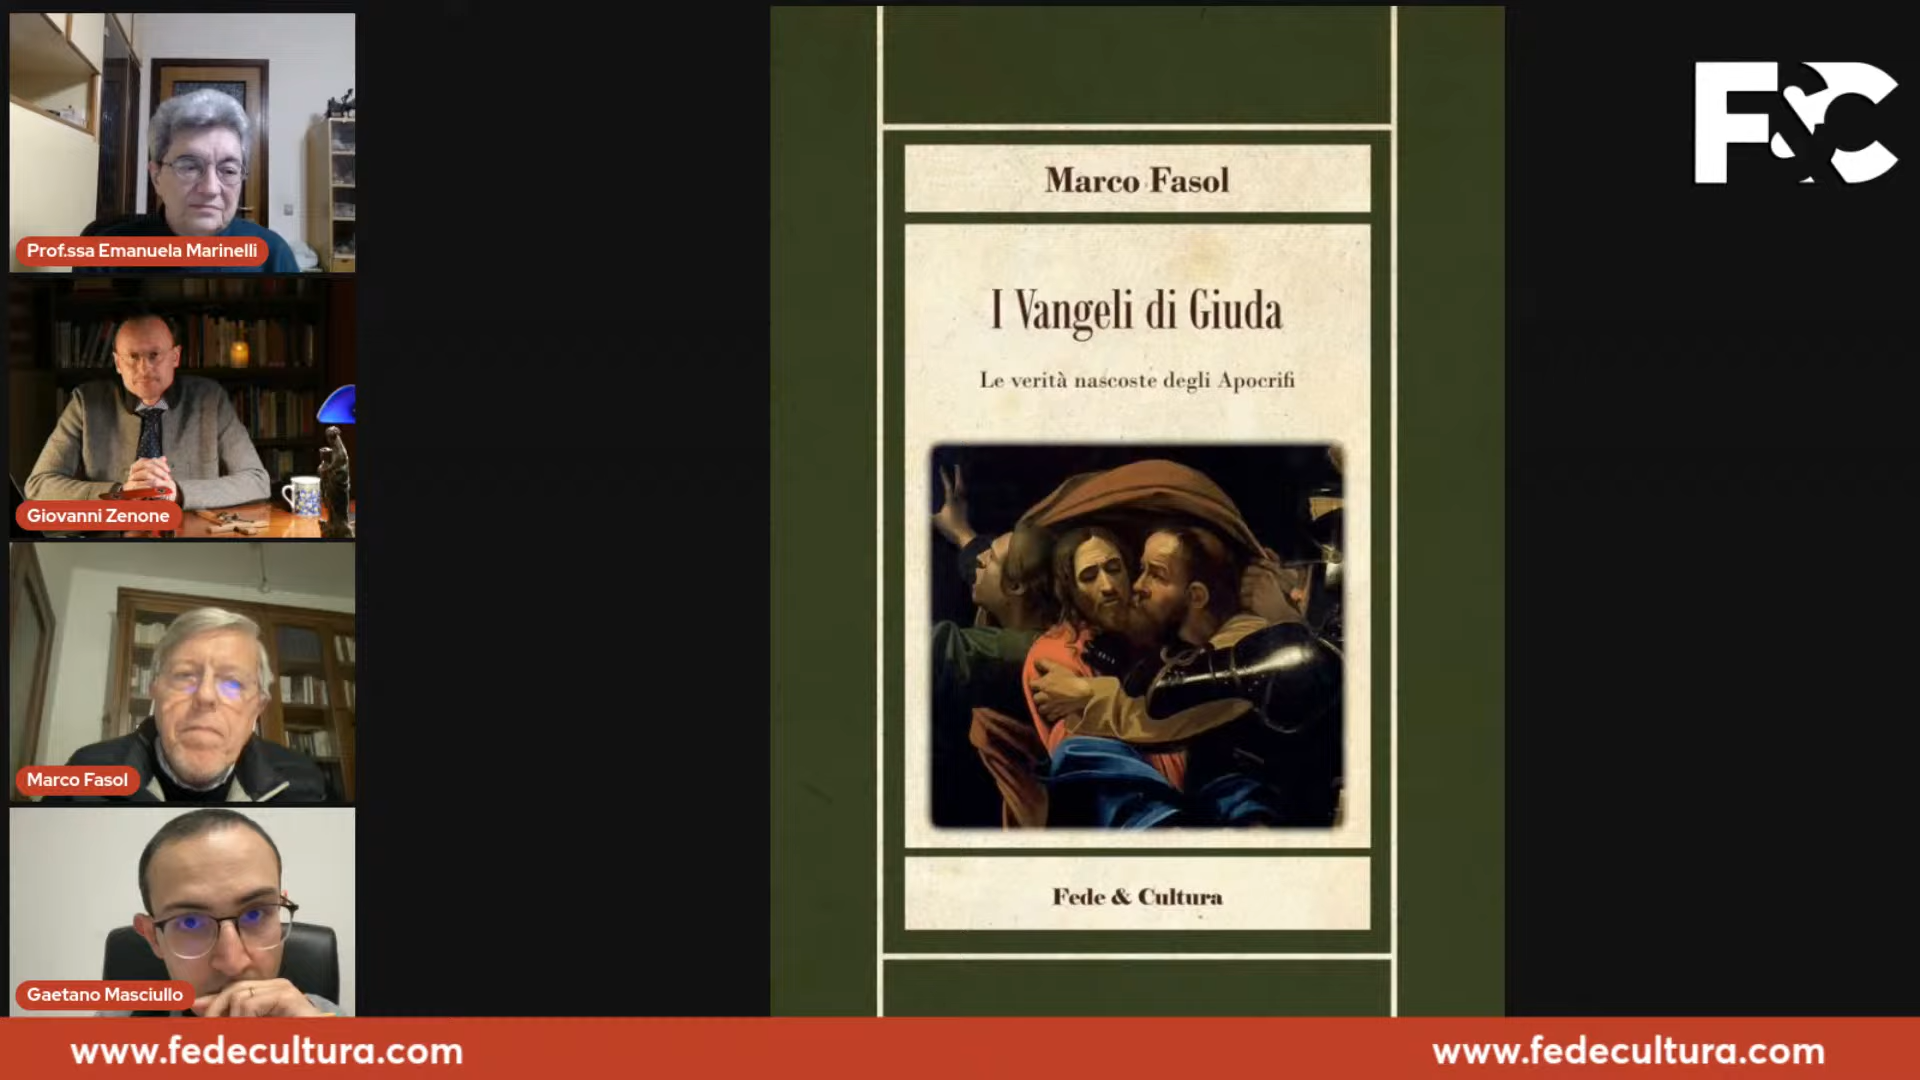 Prof.ssa Emanuela Marinelli
Giovanni Zenone
Marco Fasol
Gaetano Masciullo
Marco Fasol
I Vangeli di Giuda
Le verità nascoste degli Apocrifi
Fede & Cultura
F&C
www.fedecultura.com
www.fedecultura.com